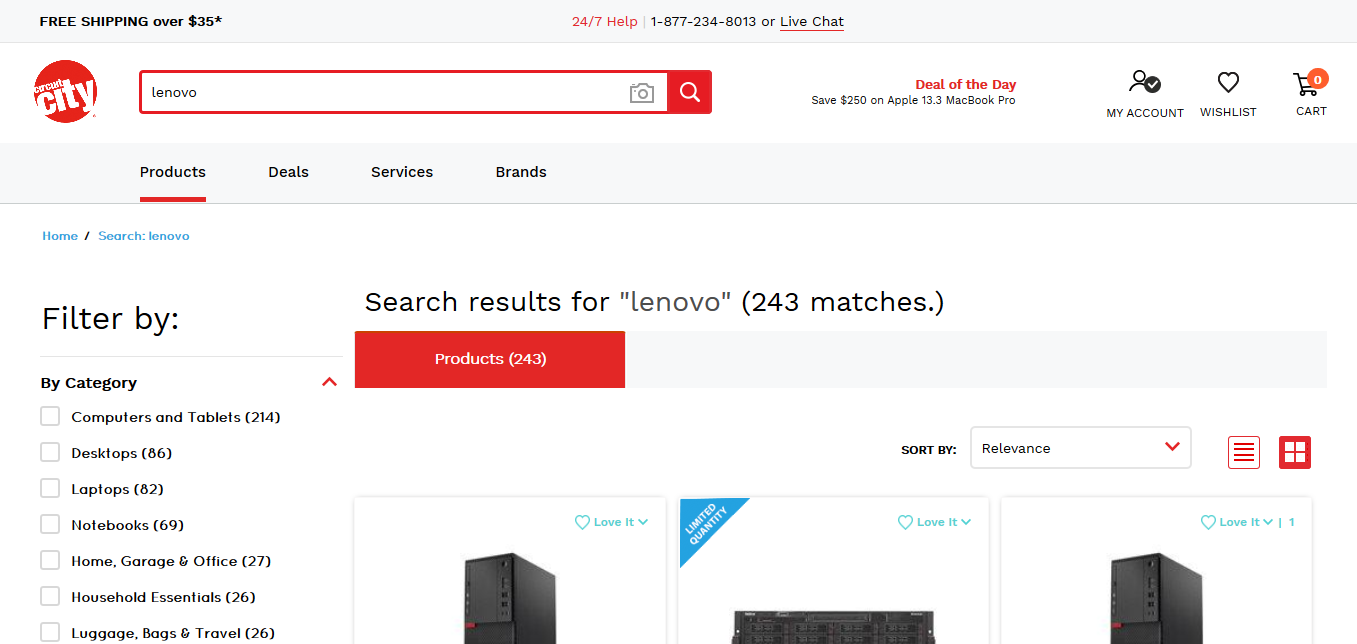 FREE SHIPPING over $35*
24/7 Help | 1-877-234-8013 or Live Chat
circuit
city
lenovo
Deal of the Day
Save $250 on Apple 13.3 MacBook Pro
MY ACCOUNT
WISHLIST
0
CART
Products
Deals
Services
Brands
Home / Search: lenovo
Filter by:
By Category
Computers and Tablets (214)
Desktops (86)
Laptops (82)
Notebooks (69)
Home, Garage & Office (27)
Household Essentials (26)
Luggage, Bags & Travel (26)
Search results for "lenovo" (243 matches.)
Products (243)
SORT BY:
Relevance
Love It
LIMITED
QUANTITY
Love It
Love It | 1